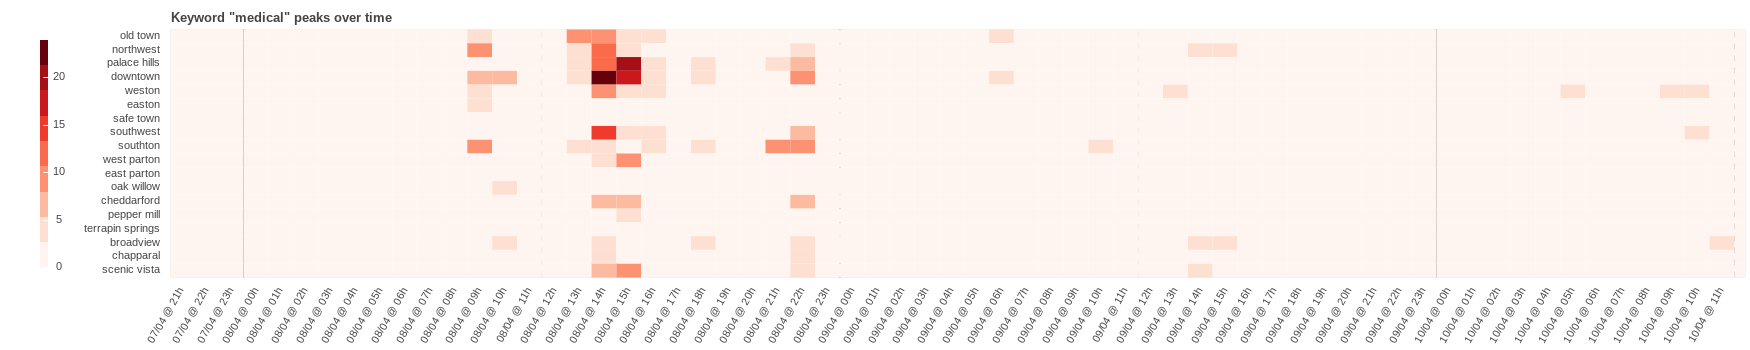 Keyword "medical" peaks over time
old town
northwest
palace hills
downtown
weston
easton
safe town
southwest
southton
west parton
east parton
oak willow
cheddarford
pepper mill
terrapin springs
broadview
chapparal
scenic vista
20
15
10
5
0
07/04 @ 21h
07/04 @ 22h
07/04 @ 23h
08/04 @ 00h
08/04 @ 01h
08/04 @ 02h
08/04 @ 03h
08/04 @ 04h
08/04 @ 05h
08/04 @ 06h
08/04 @ 07h
08/04 @ 08h
08/04 @ 09h
08/04 @ 10h
08/04 @ 11h
08/04 @ 12h
08/04 @ 13h
08/04 @ 14h
08/04 @ 15h
08/04 @ 16h
08/04 @ 17h
08/04 @ 18h
08/04 @ 19h
08/04 @ 20h
08/04 @ 21h
08/04 @ 22h
08/04 @ 23h
09/04 @ 00h
09/04 @ 01h
09/04 @ 02h
09/04 @ 03h
09/04 @ 04h
09/04 @ 05h
09/04 @ 06h
09/04 @ 07h
09/04 @ 08h
09/04 @ 09h
09/04 @ 10h
09/04 @ 11h
09/04 @ 12h
09/04 @ 13h
09/04 @ 14h
09/04 @ 15h
09/04 @ 16h
09/04 @ 17h
09/04 @ 18h
09/04 @ 19h
09/04 @ 20h
09/04 @ 21h
09/04 @ 22h
09/04 @ 23h
10/04 @ 00h
10/04 @ 01h
10/04 @ 02h
10/04 @ 03h
10/04 @ 04h
10/04 @ 05h
10/04 @ 06h
10/04 @ 07h
10/04 @ 08h
10/04 @ 09h
10/04 @ 10h
10/04 @ 11h